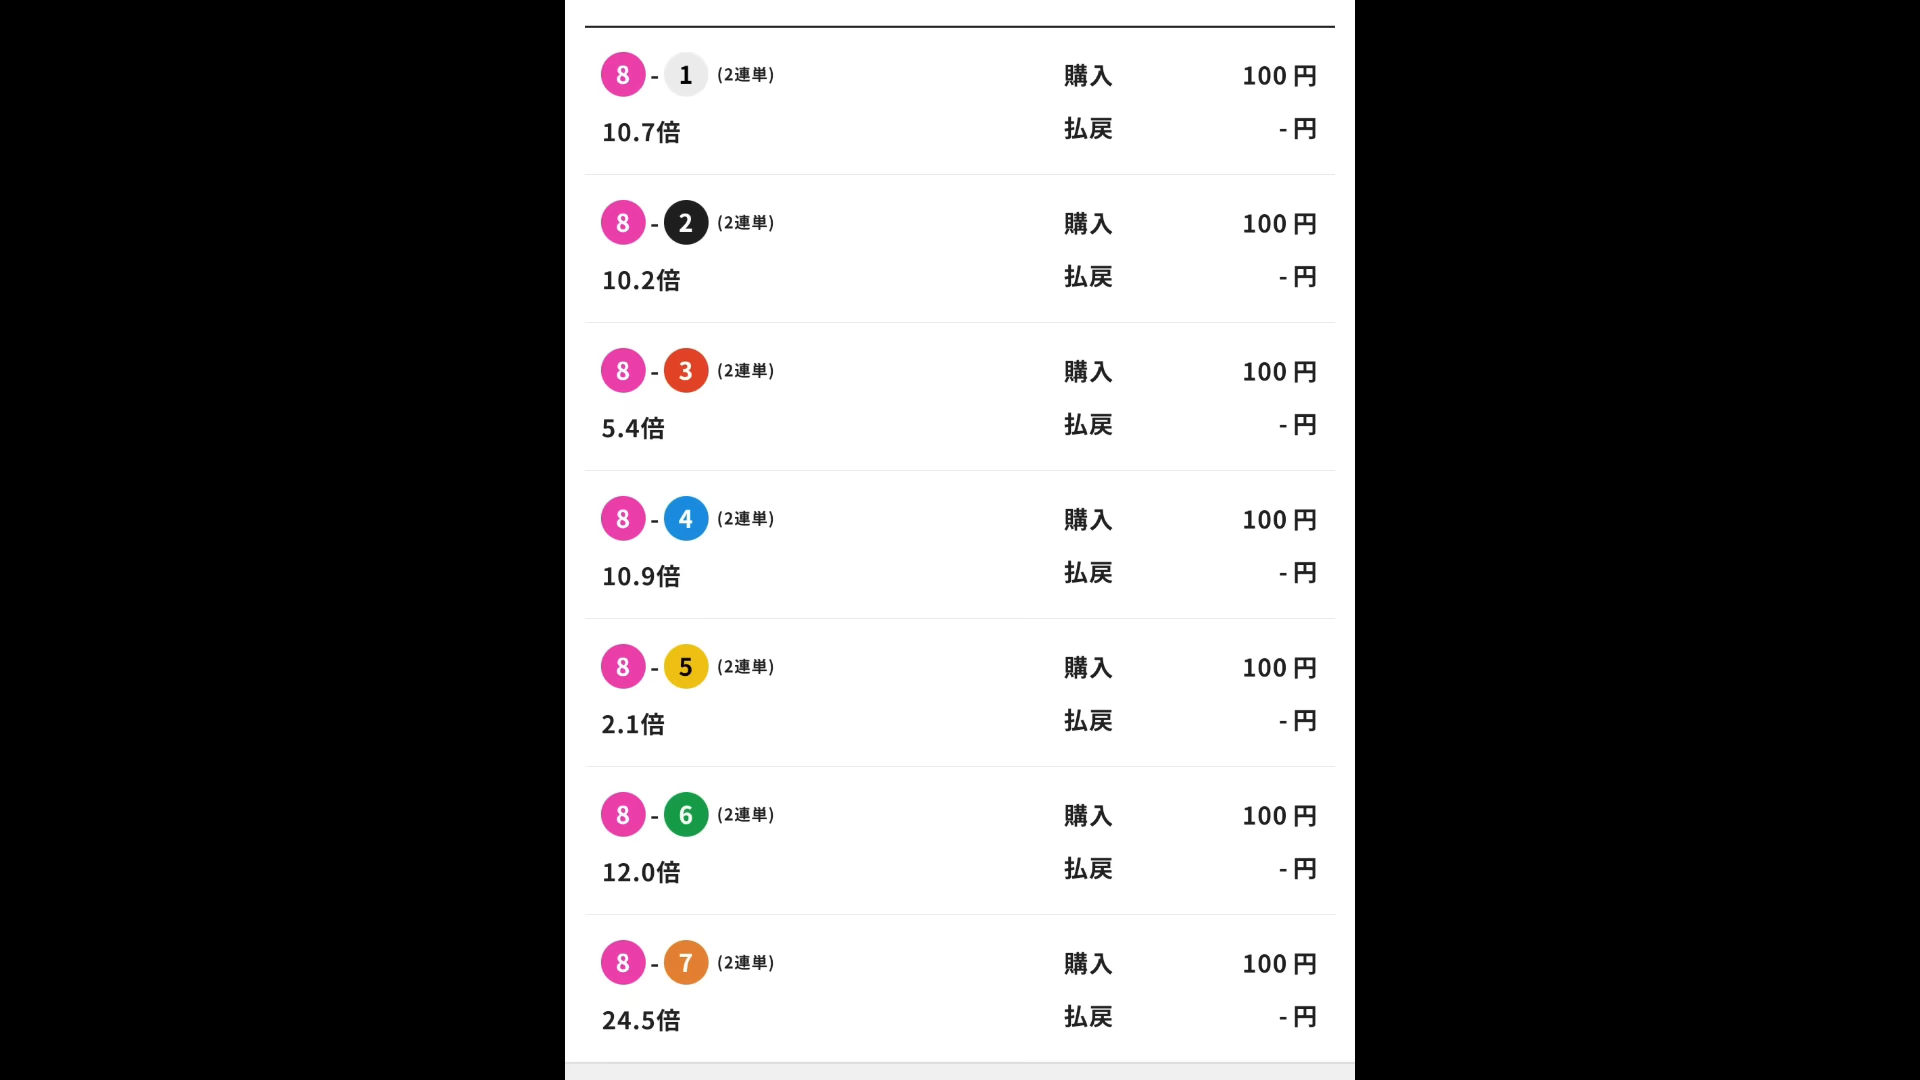 8 - 1 (2連単) 購入 100 円
10.7倍 払戻 - 円
8 - 2 (2連単) 購入 100 円
10.2倍 払戻 - 円
8 - 3 (2連単) 購入 100 円
5.4倍 払戻 - 円
8 - 4 (2連単) 購入 100 円
10.9倍 払戻 - 円
8 - 5 (2連単) 購入 100 円
2.1倍 払戻 - 円
8 - 6 (2連単) 購入 100 円
12.0倍 払戻 - 円
8 - 7 (2連単) 購入 100 円
24.5倍 払戻 - 円